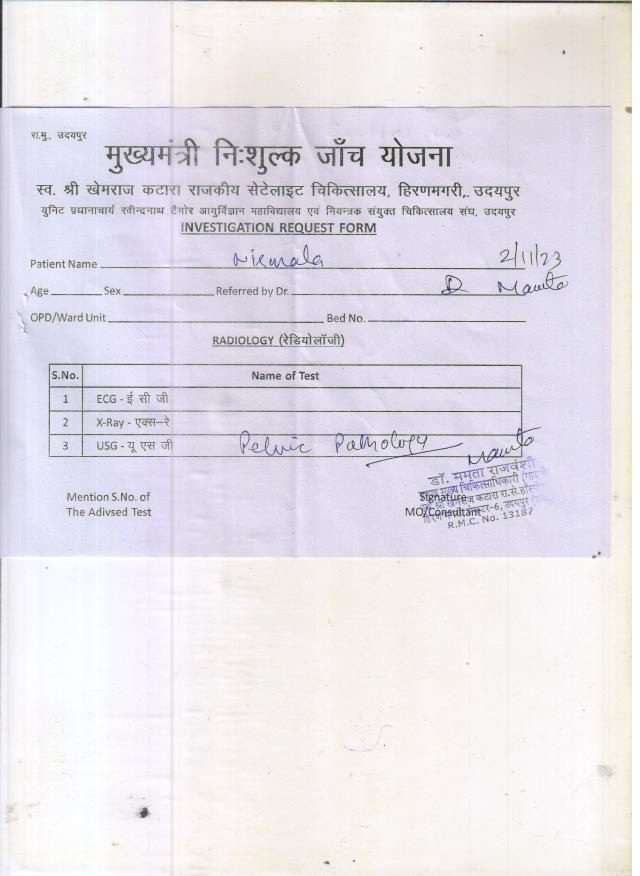 रा.मु., उदयपुर
मुख्यमंत्री निःशुल्क जाँच योजना
स्व. श्री खेमराज कटारा राजकीय सेटेलाइट चिकित्सालय, हिरणमगरी,, उदयपुर
युनिट प्रधानाचार्य रवीन्द्रनाथ टैगोर आयुर्विज्ञान महाविद्यालय एवं नियन्त्रक संयुक्त चिकित्सालय संघ, उदयपुर
INVESTIGATION REQUEST FORM
Patient Name Nirmala 2/11/23
Age Sex Referred by Dr. D Mamta
OPD/Ward Unit Bed No.
RADIOLOGY (रेडियोलॉजी)
S.No. Name of Test
1 ECG - ई सी जी
2 X-Ray - एक्स–रे
3 USG - यू एस जी Pelvic Pathology
Mamta
डॉ. ममता राजवंशी
Mention S.No. of Signature
The Adivsed Test MO/Consultant
R.M.C. No. 13187